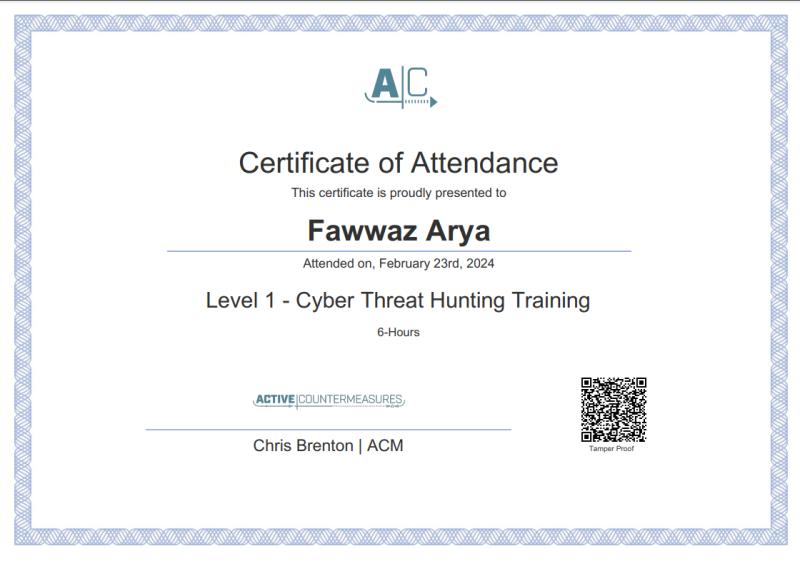 A|C
Certificate of Attendance
This certificate is proudly presented to
Fawwaz Arya
Attended on, February 23rd, 2024
Level 1 - Cyber Threat Hunting Training
6-Hours
ACTIVE|COUNTERMEASURES
Chris Brenton | ACM
Tamper Proof